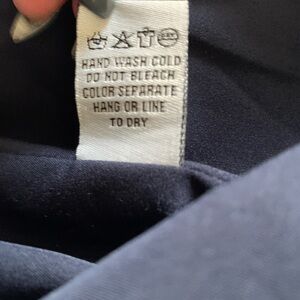 HAND WASH COLD
DO NOT BLEACH
COLOR SEPARATE
HANG OR LINE
TO DRY